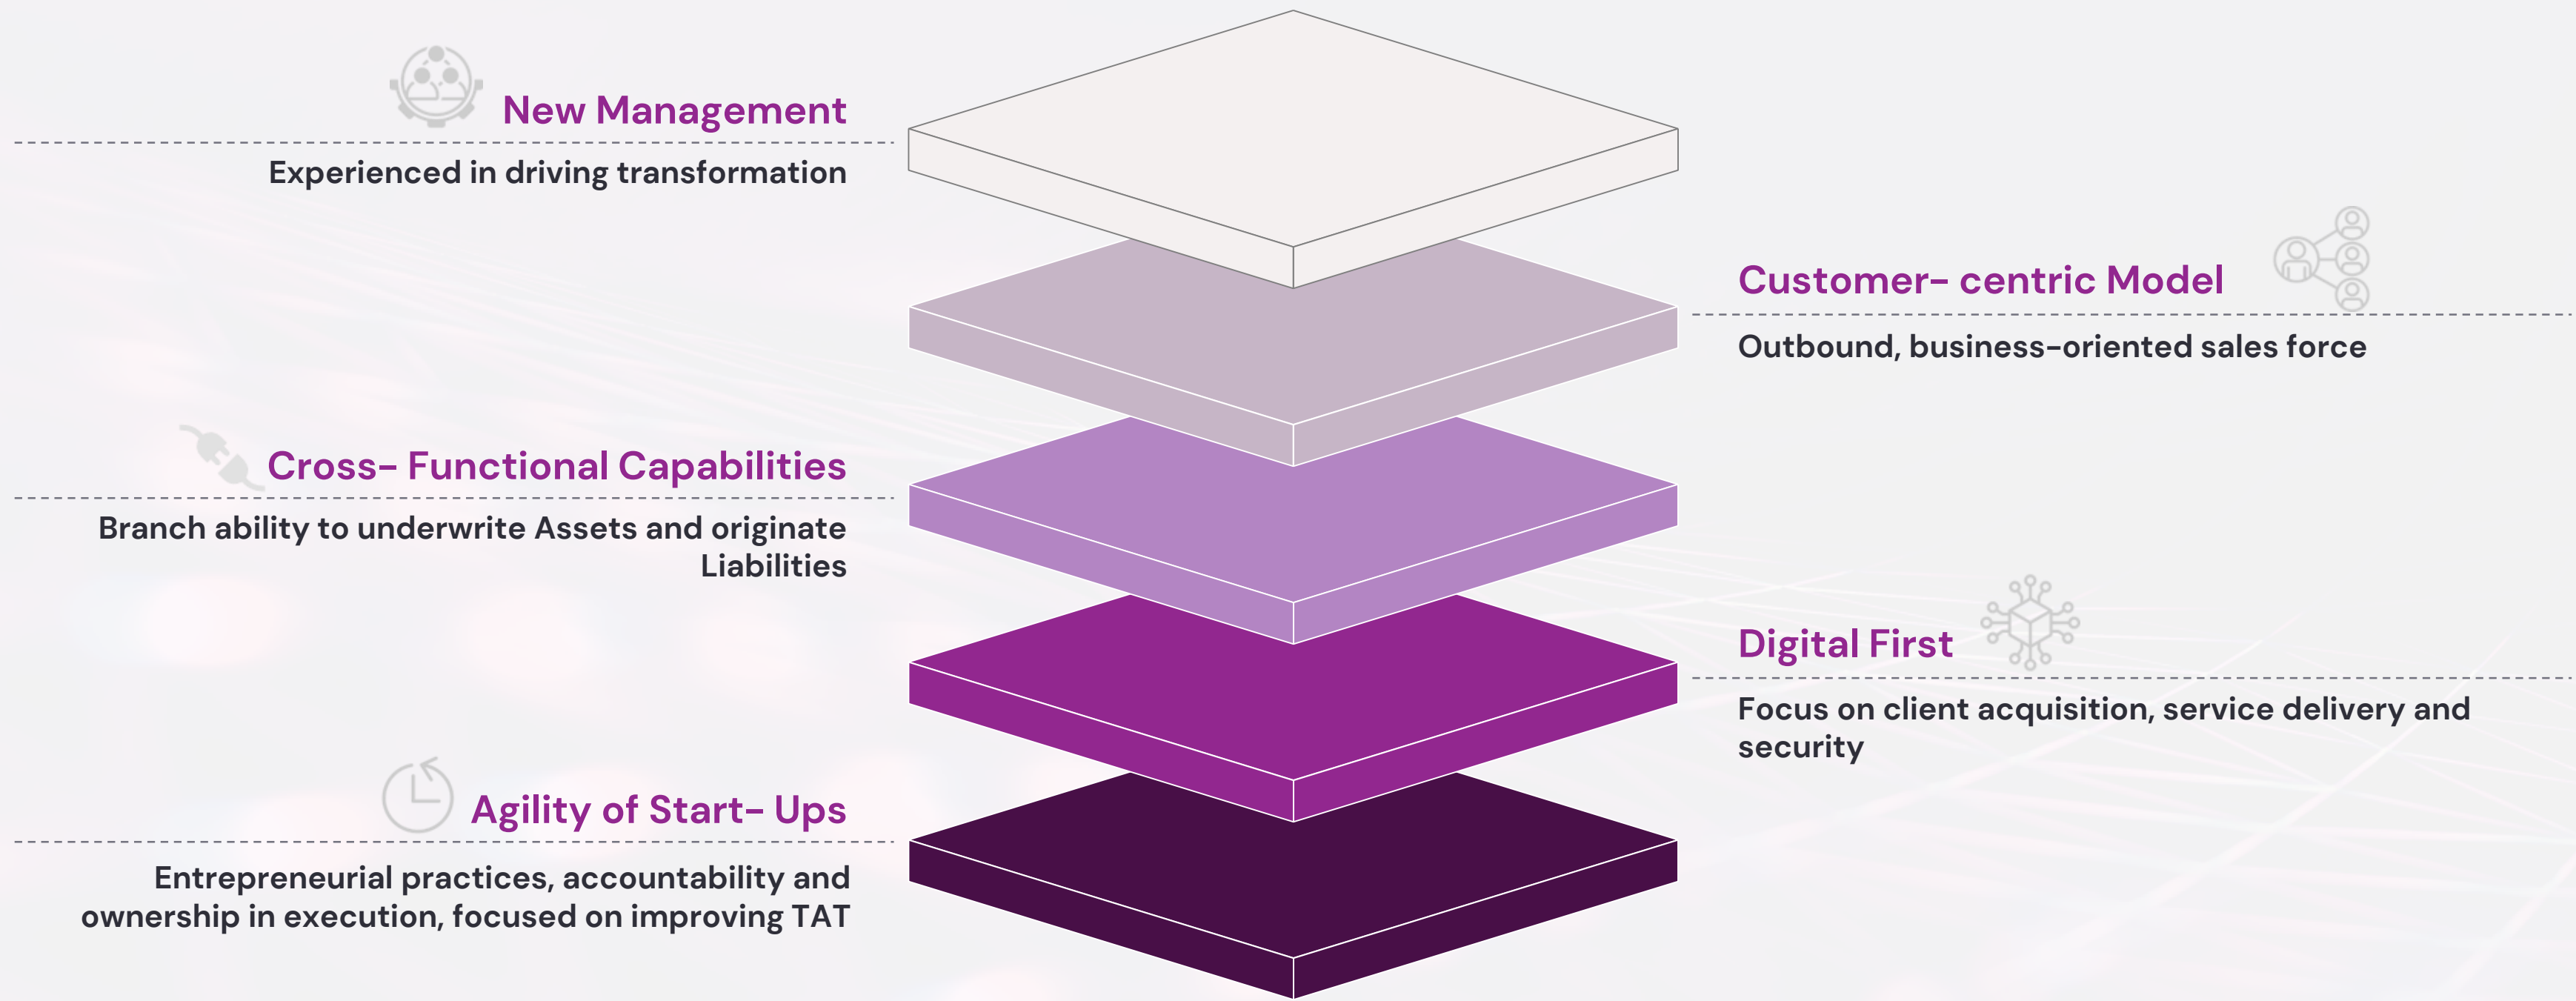 New Management
Experienced in driving transformation
Customer- centric Model
Outbound, business-oriented sales force
Cross- Functional Capabilities
Branch ability to underwrite Assets and originate
Liabilities
Digital First
Focus on client acquisition, service delivery and
security
Agility of Start- Ups
Entrepreneurial practices, accountability and
ownership in execution, focused on improving TAT